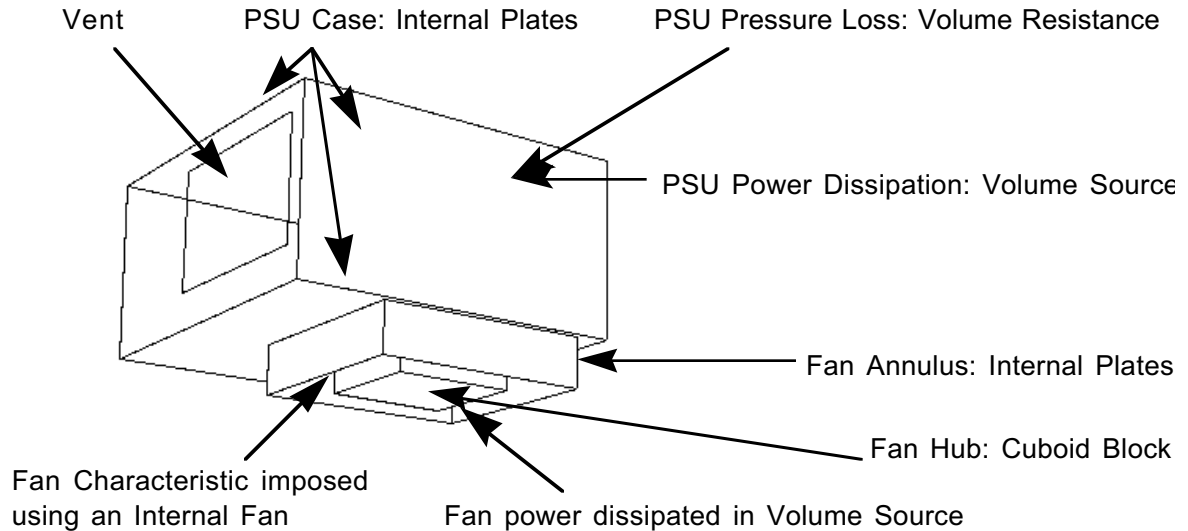 Vent
PSU Case: Internal Plates
PSU Pressure Loss: Volume Resistance
PSU Power Dissipation: Volume Source
Fan Annulus: Internal Plates
Fan Hub: Cuboid Block
Fan Characteristic imposed
using an Internal Fan
Fan power dissipated in Volume Source